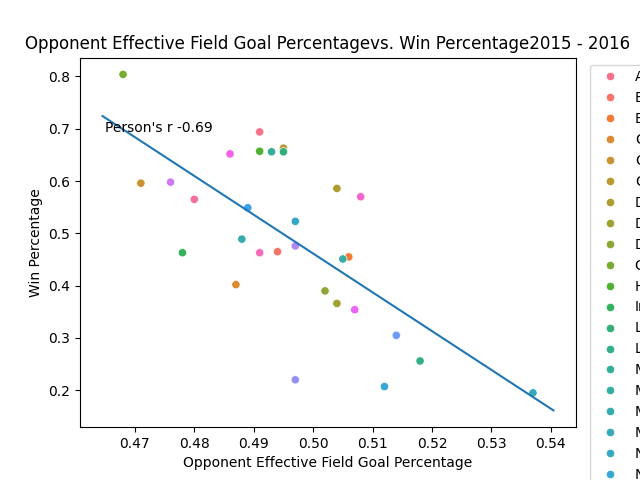 Opponent Effective Field Goal Percentagevs. Win Percentage2015 - 2016
Person's r -0.69
Win Percentage
0.8
0.7
0.6
0.5
0.4
0.3
0.2
0.47 0.48 0.49 0.50 0.51 0.52 0.53 0.54
Opponent Effective Field Goal Percentage